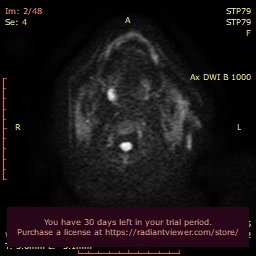 Im: 2/48
Se: 4
A
STP79
STP79
F
Ax DWI B 1000
R
L
You have 30 days left in your trial period.
Purchase a license at https://radiantviewer.com/store/